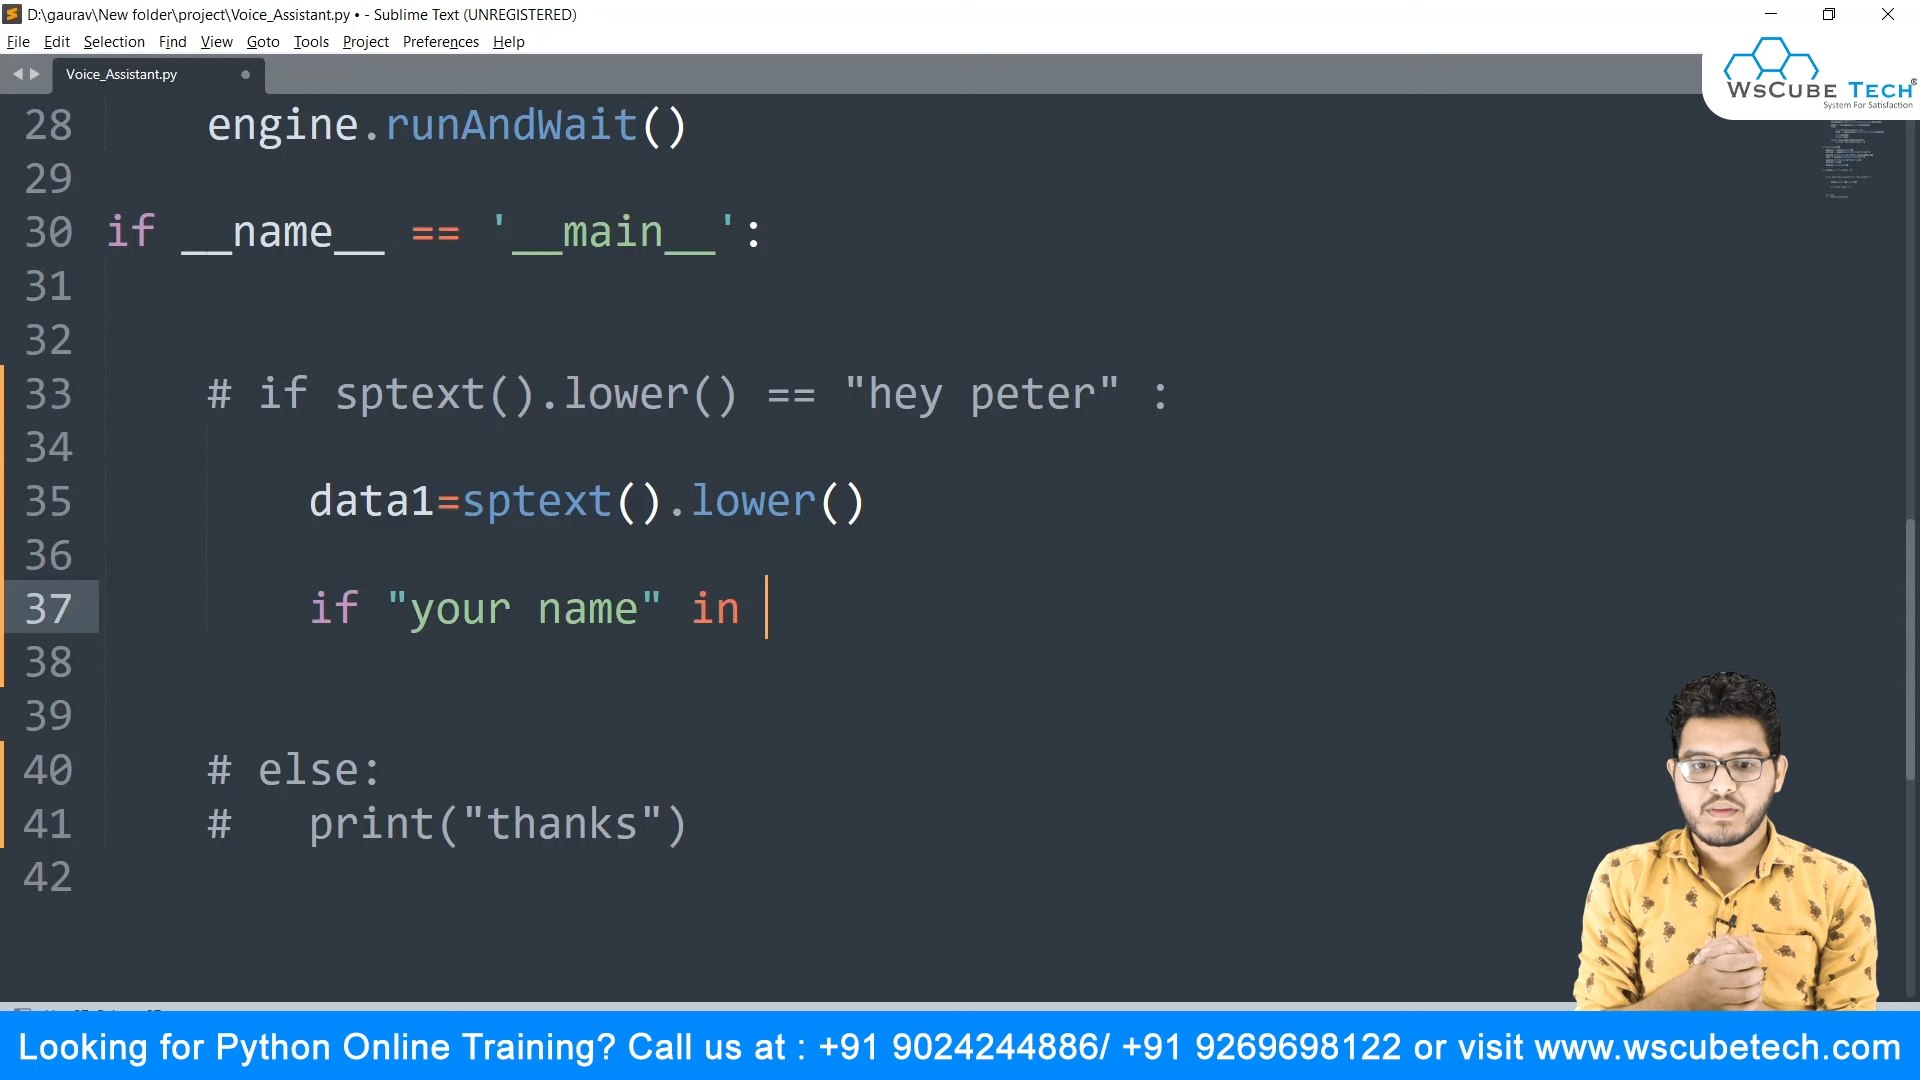 D:\gaurav\New folder\project\Voice_Assistant.py • - Sublime Text (UNREGISTERED)
File Edit Selection Find View Goto Tools Project Preferences Help
Voice_Assistant.py
WsCube Tech®
System For Satisfaction
28 engine.runAndWait()
29
30 if __name__ == '__main__':
31
32
33 # if sptext().lower() == "hey peter" :
34
35 data1=sptext().lower()
36
37 if "your name" in
38
39
40 # else:
41 # print("thanks")
42
Looking for Python Online Training? Call us at : +91 9024244886/ +91 9269698122 or visit www.wscubetech.com